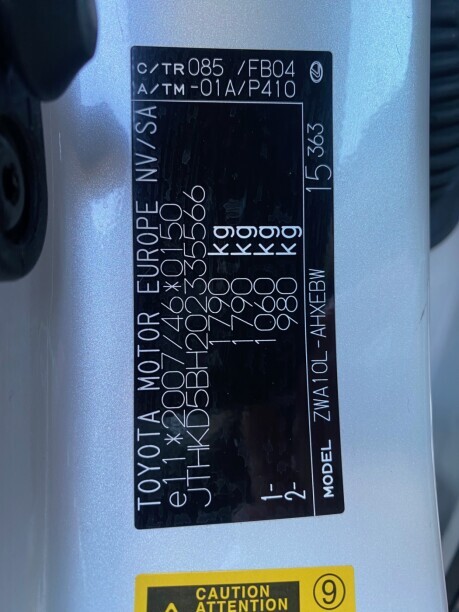 TOYOTA MOTOR EUROPE NV/SA
e11*2007/46*0150
JTHKD5BH202335566
1790 kg
1790 kg
1- 1060 kg
2- 980 kg
MODEL ZWA10L-AHXEBW 15 363
C/TR 085 /FB04
A/TM -01A/P410
CAUTION
ATTENTION
9